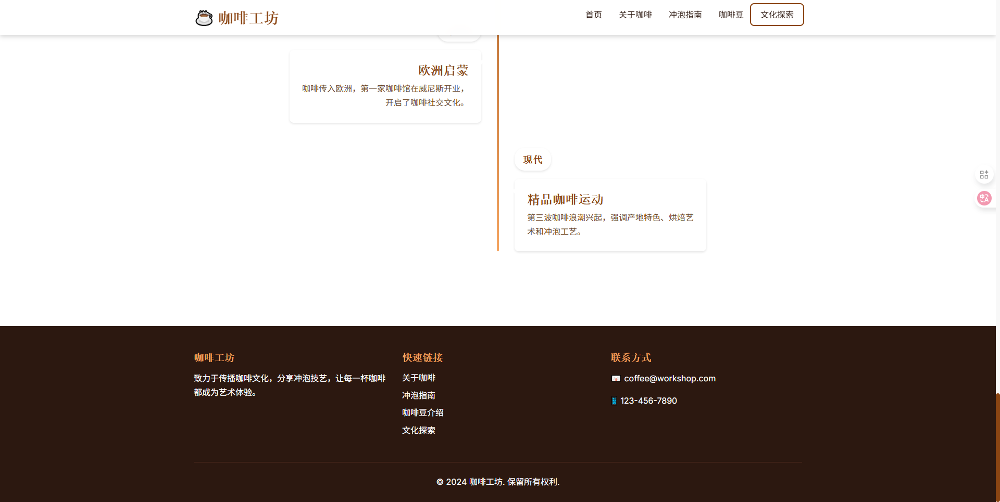 咖啡工坊
首页 关于咖啡 冲泡指南 咖啡豆 文化探索
欧洲启蒙
咖啡传入欧洲，第一家咖啡馆在威尼斯开业，
开启了咖啡社交文化。
现代
精品咖啡运动
第三波咖啡浪潮兴起，强调产地特色、烘焙艺
术和冲泡工艺。
咖啡工坊
致力于传播咖啡文化，分享冲泡技艺，让每一杯咖啡
都成为艺术体验。
快速链接
关于咖啡
冲泡指南
咖啡豆介绍
文化探索
联系方式
coffee@workshop.com
123-456-7890
© 2024 咖啡工坊. 保留所有权利.